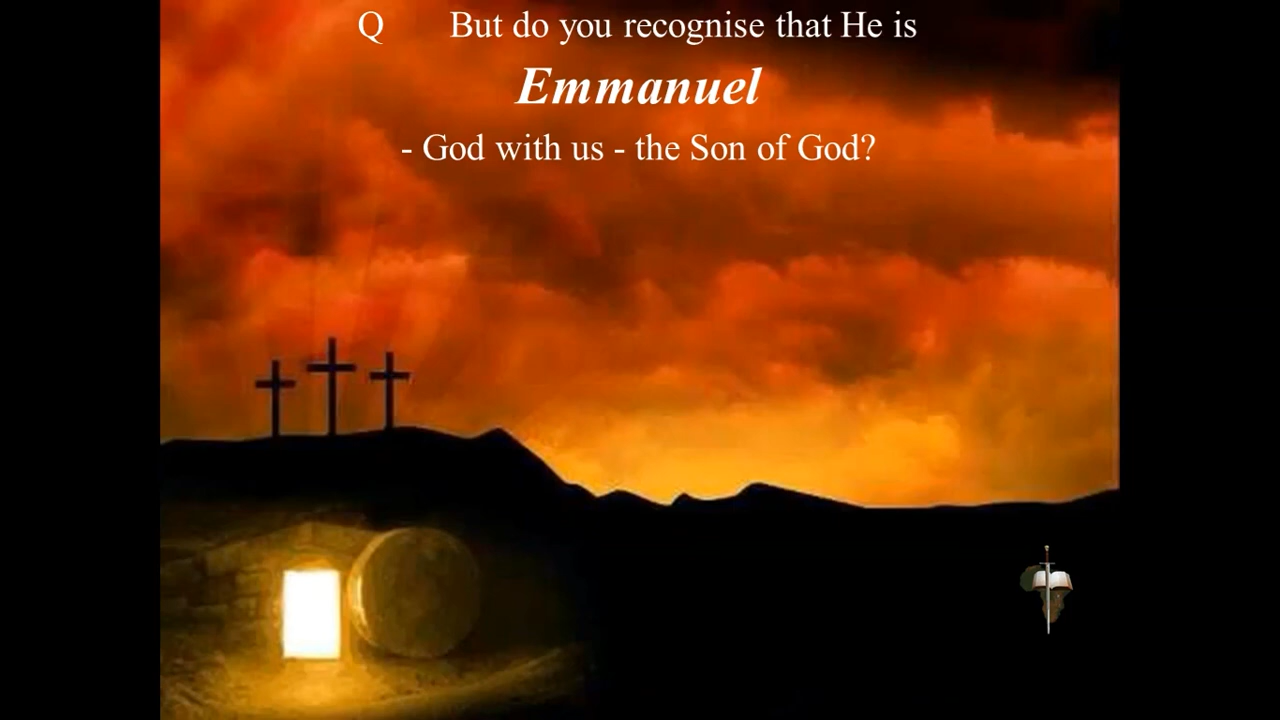 Q But do you recognise that He is
Emmanuel
- God with us - the Son of God?